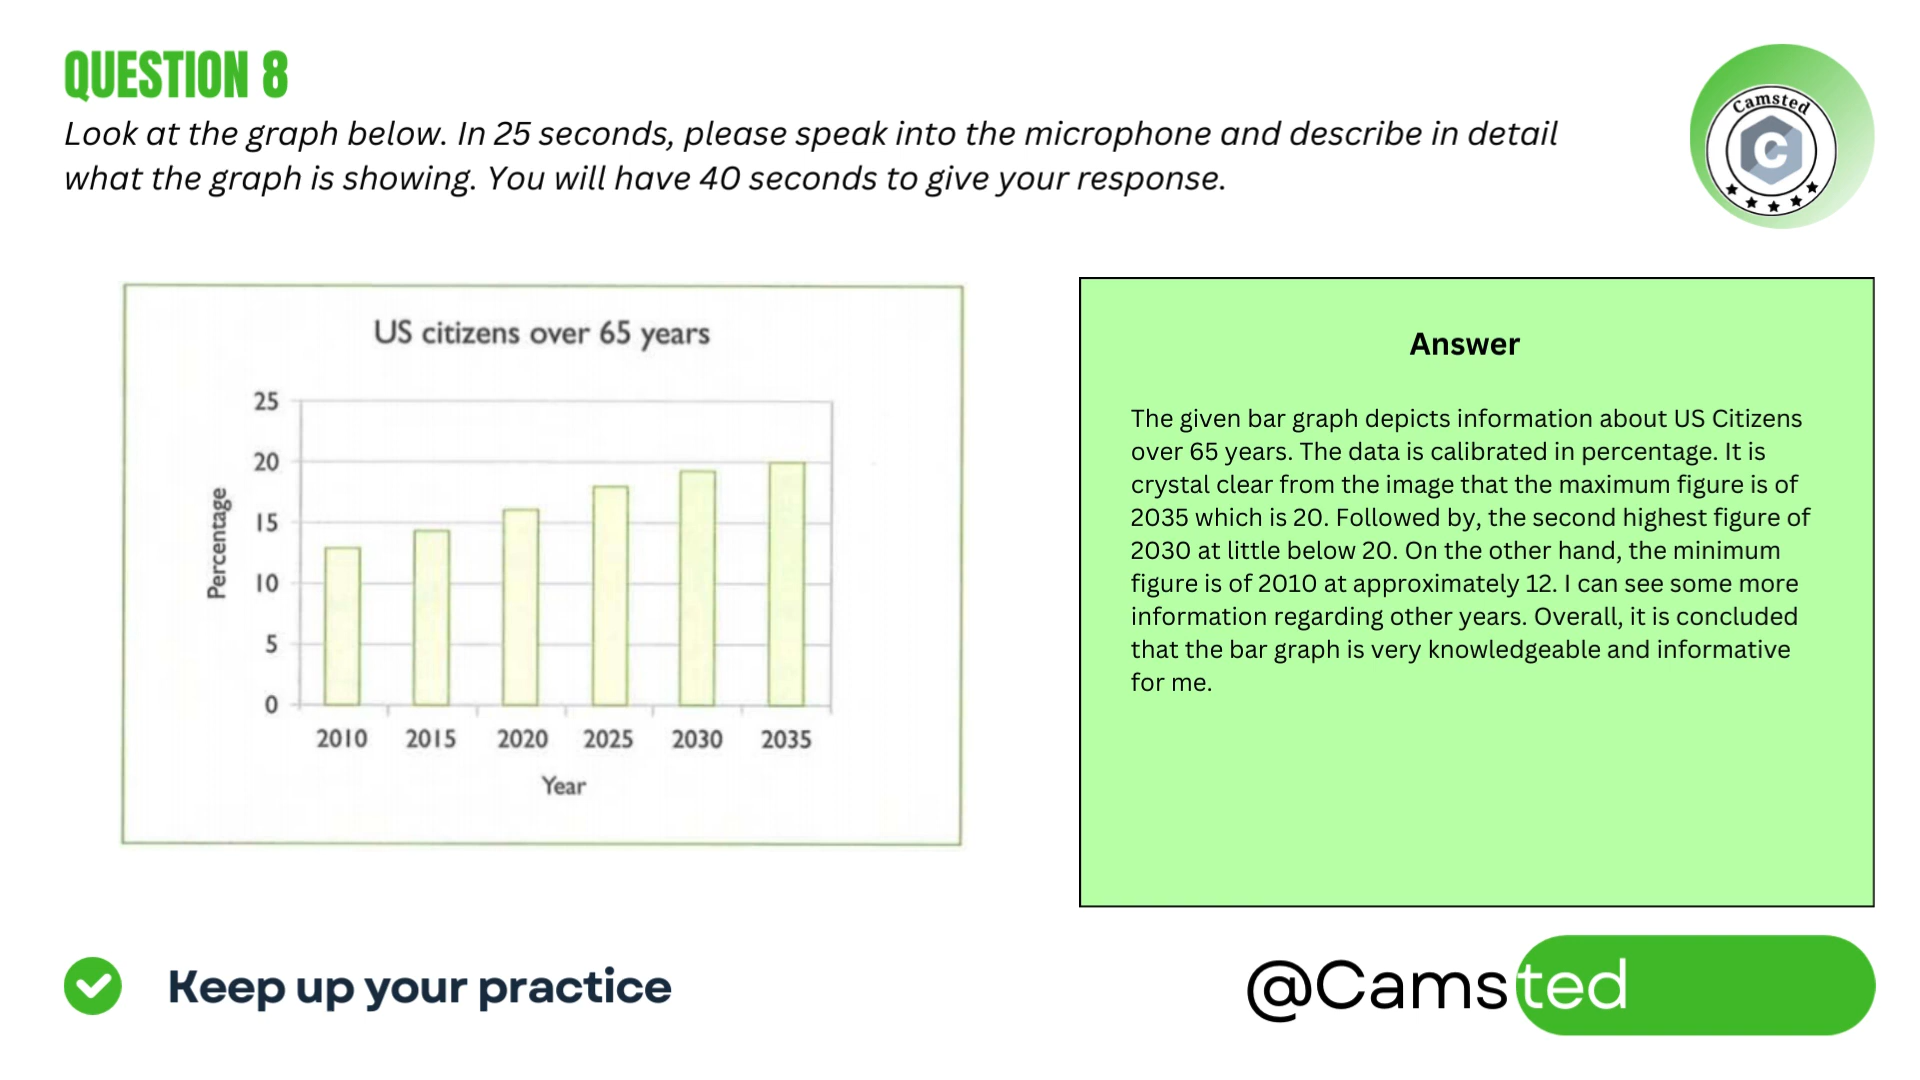 QUESTION 8
Look at the graph below. In 25 seconds, please speak into the microphone and describe in detail
what the graph is showing. You will have 40 seconds to give your response.
Camsted
C
US citizens over 65 years
25
20
15
10
5
0
Percentage
2010 2015 2020 2025 2030 2035
Year
Answer
The given bar graph depicts information about US Citizens
over 65 years. The data is calibrated in percentage. It is
crystal clear from the image that the maximum figure is of
2035 which is 20. Followed by, the second highest figure of
2030 at little below 20. On the other hand, the minimum
figure is of 2010 at approximately 12. I can see some more
information regarding other years. Overall, it is concluded
that the bar graph is very knowledgeable and informative
for me.
Keep up your practice
@Camsted